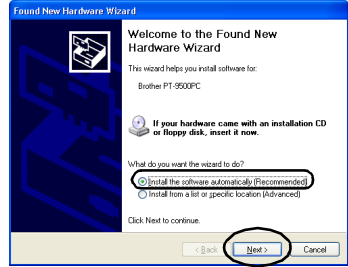 Found New Hardware Wizard
Welcome to the Found New
Hardware Wizard
This wizard helps you install software for:
Brother PT-9500PC
If your hardware came with an installation CD
or floppy disk, insert it now.
What do you want the wizard to do?
Install the software automatically (Recommended)
Install from a list or specific location (Advanced)
Click Next to continue.
< Back Next > Cancel